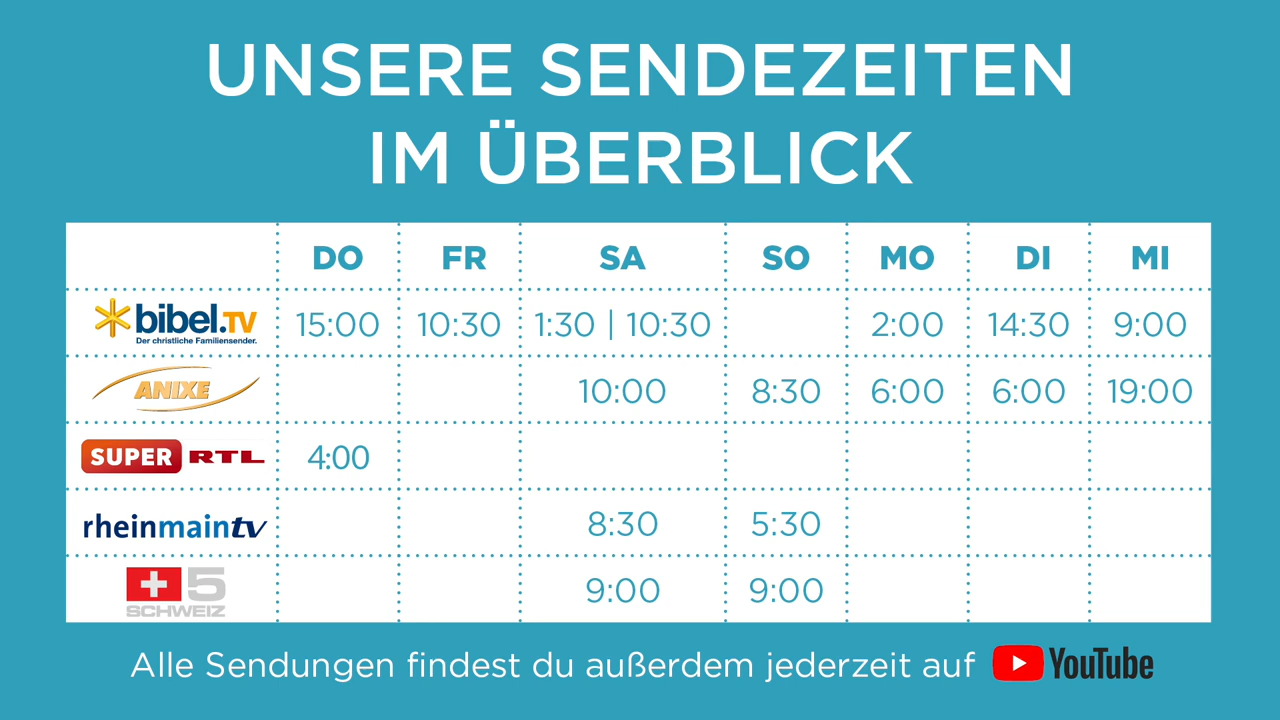 UNSERE SENDEZEITEN
IM ÜBERBLICK
DO FR SA SO MO DI MI
bibel.TV 15:00 10:30 1:30 | 10:30 2:00 14:30 9:00
Der christliche Familiensender.
ANIXE 10:00 8:30 6:00 6:00 19:00
SUPER RTL 4:00
rheinmaintv 8:30 5:30
5 9:00 9:00
SCHWEIZ
Alle Sendungen findest du außerdem jederzeit auf YouTube